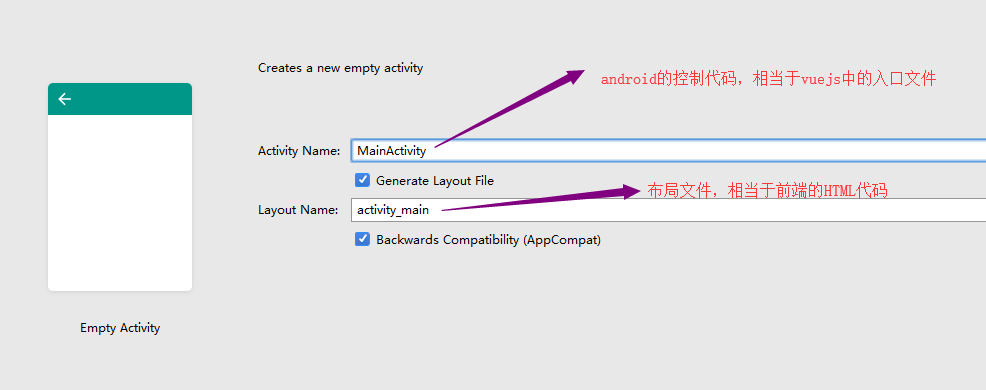 Creates a new empty activity
android的控制代码，相当于vuejs中的入口文件
Activity Name:
MainActivity
Generate Layout File
布局文件，相当于前端的HTML代码
Layout Name:
activity_main
Backwards Compatibility (AppCompat)
Empty Activity